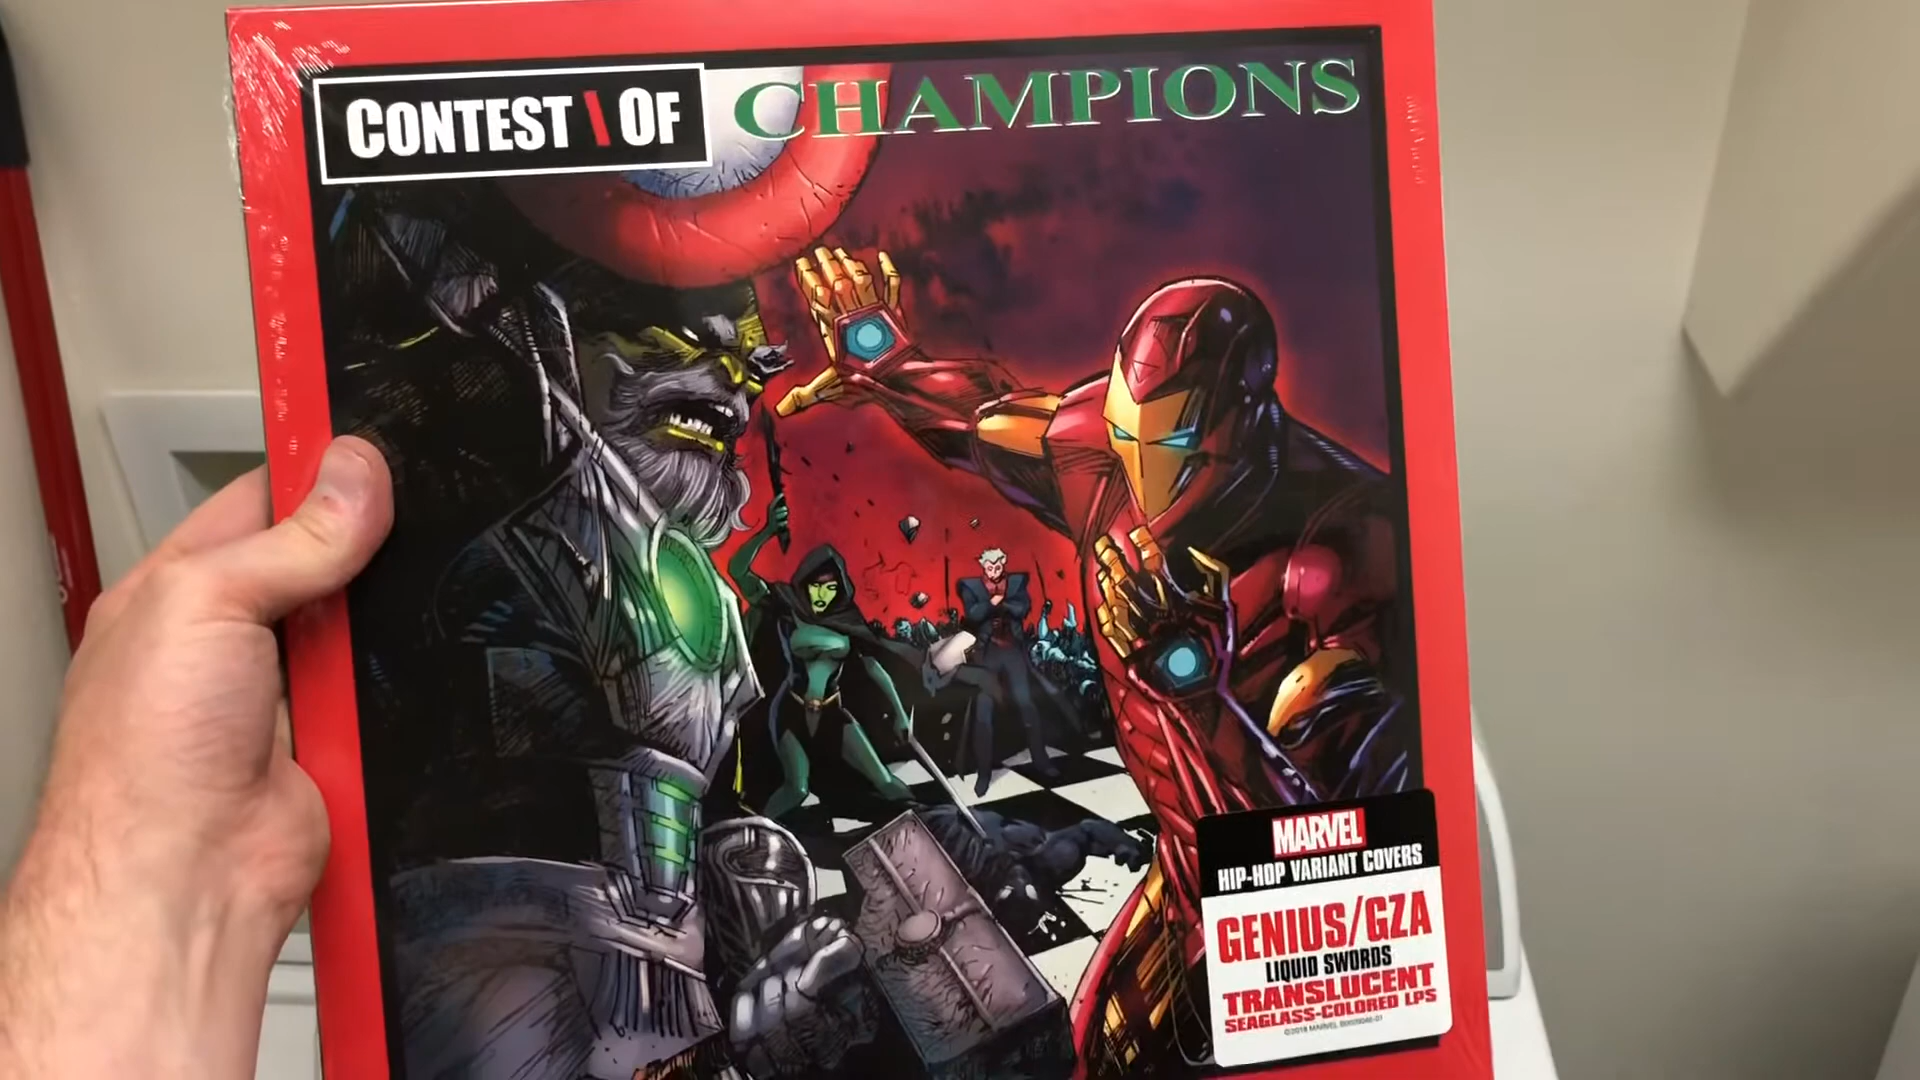 CONTEST \ OF CHAMPIONS
MARVEL
HIP-HOP VARIANT COVERS
GENIUS/GZA
LIQUID SWORDS
TRANSLUCENT
SEAGLASS-COLORED LPS